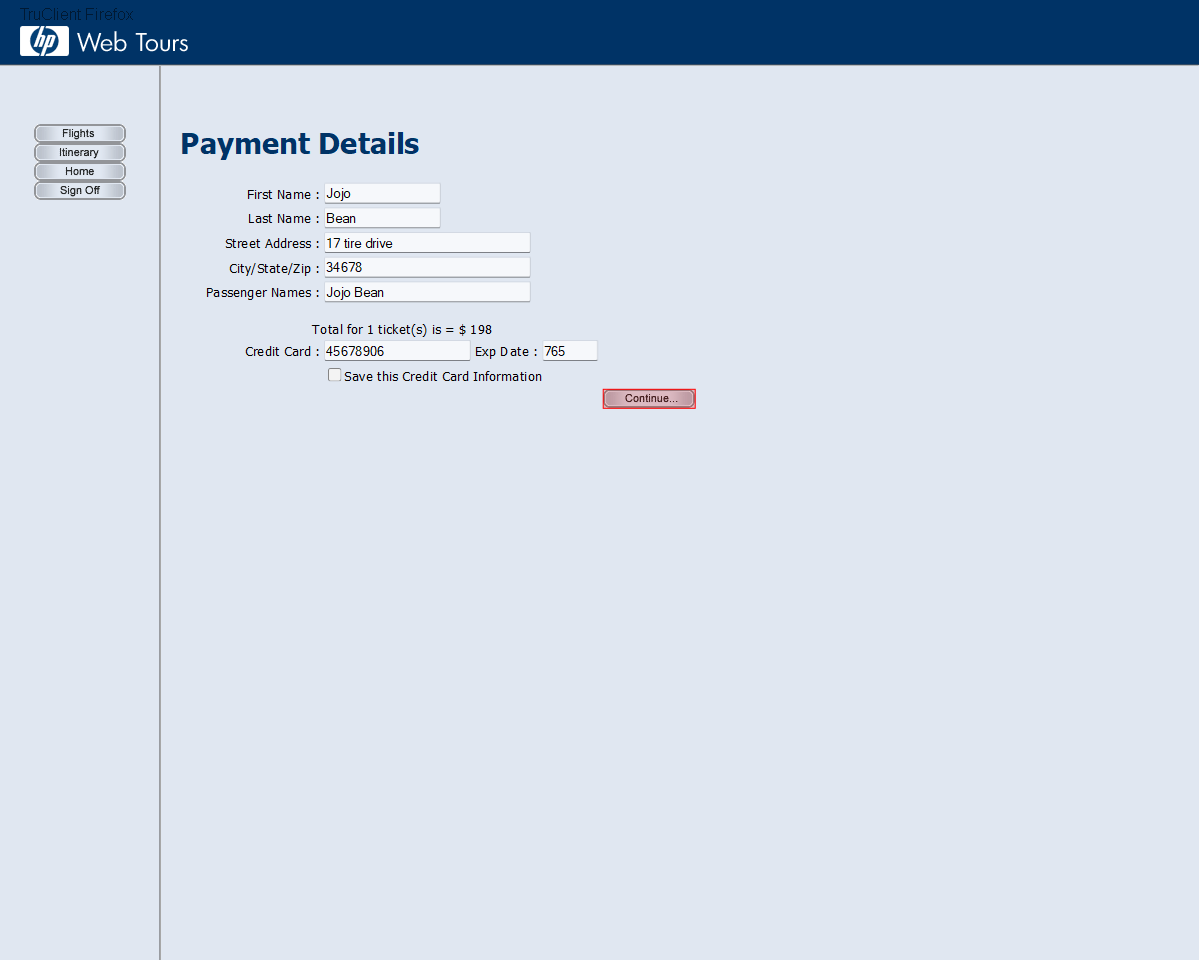 TruClient Firefox
hp Web Tours
Flights
Itinerary
Home
Sign Off
Payment Details
First Name : Jojo
Last Name : Bean
Street Address : 17 tire drive
City/State/Zip : 34678
Passenger Names : Jojo Bean
Total for 1 ticket(s) is = $ 198
Credit Card : 45678906 Exp Date : 765
Save this Credit Card Information
Continue...